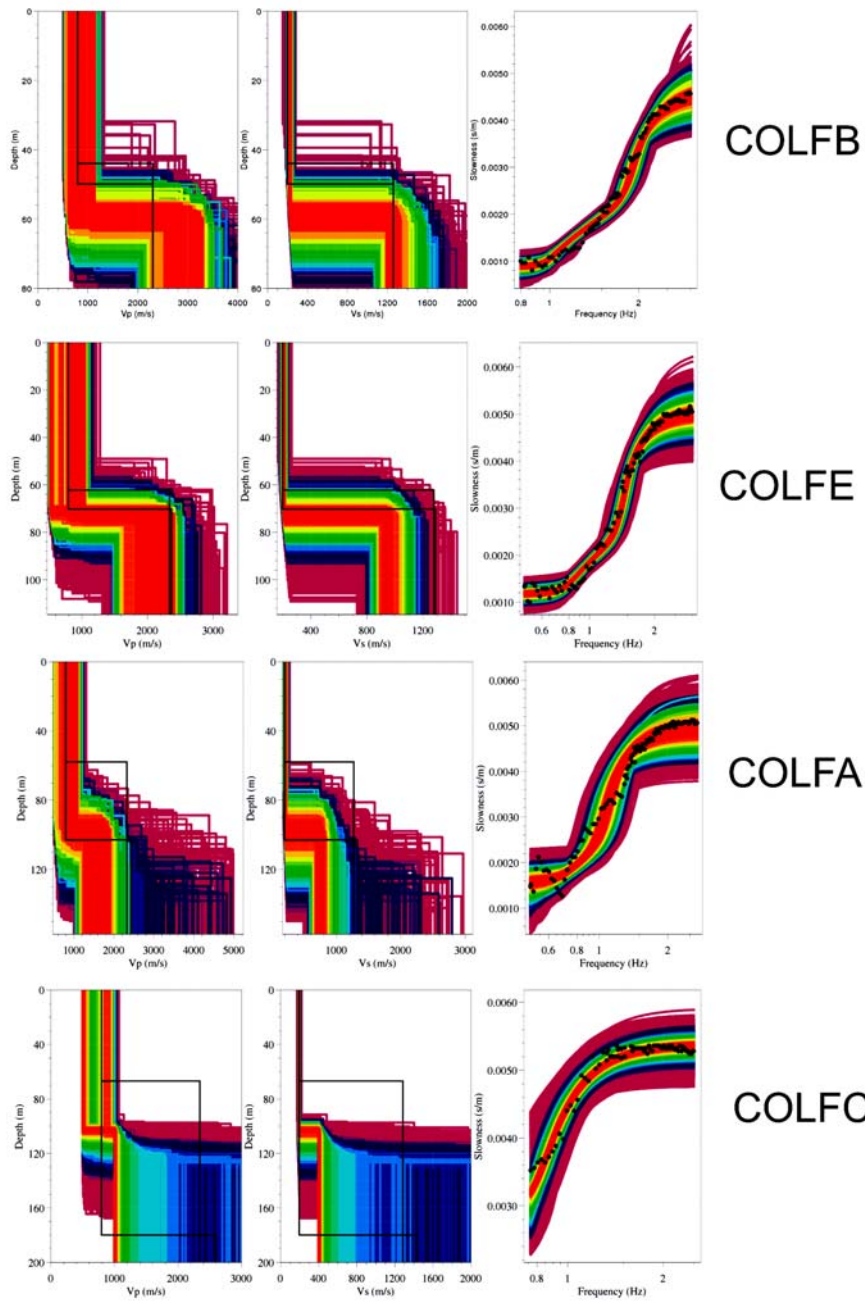 0
20
40
60
80
Depth (m)
0 1000 2000 3000 4000
Vp (m/s)
0
20
40
60
80
Depth (m)
0 400 800 1200 1600 2000
Vs (m/s)
0.0060
0.0050
0.0040
0.0030
0.0020
0.0010
Slowness (s/m)
0.8 1 2
Frequency (Hz)
COLFB
0
20
40
60
80
100
Depth (m)
1000 2000 3000
Vp (m/s)
0
20
40
60
80
100
Depth (m)
400 800 1200
Vs (m/s)
0.0060
0.0050
0.0040
0.0030
0.0020
0.0010
Slowness (s/m)
0.6 0.8 1 2
Frequency (Hz)
COLFE
0
40
80
120
Depth (m)
1000 2000 3000 4000 5000
Vp (m/s)
0
40
80
120
Depth (m)
1000 2000 3000
Vs (m/s)
0.0060
0.0050
0.0040
0.0030
0.0020
0.0010
Slowness (s/m)
0.6 0.8 1 2
Frequency (Hz)
COLFA
0
40
80
120
160
200
Depth (m)
1000 2000 3000
Vp (m/s)
0
40
80
120
160
200
Depth (m)
0 400 800 1200 1600 2000
Vs (m/s)
0.0060
0.0050
0.0040
0.0030
Slowness (s/m)
0.8 1 2
Frequency (Hz)
COLFC